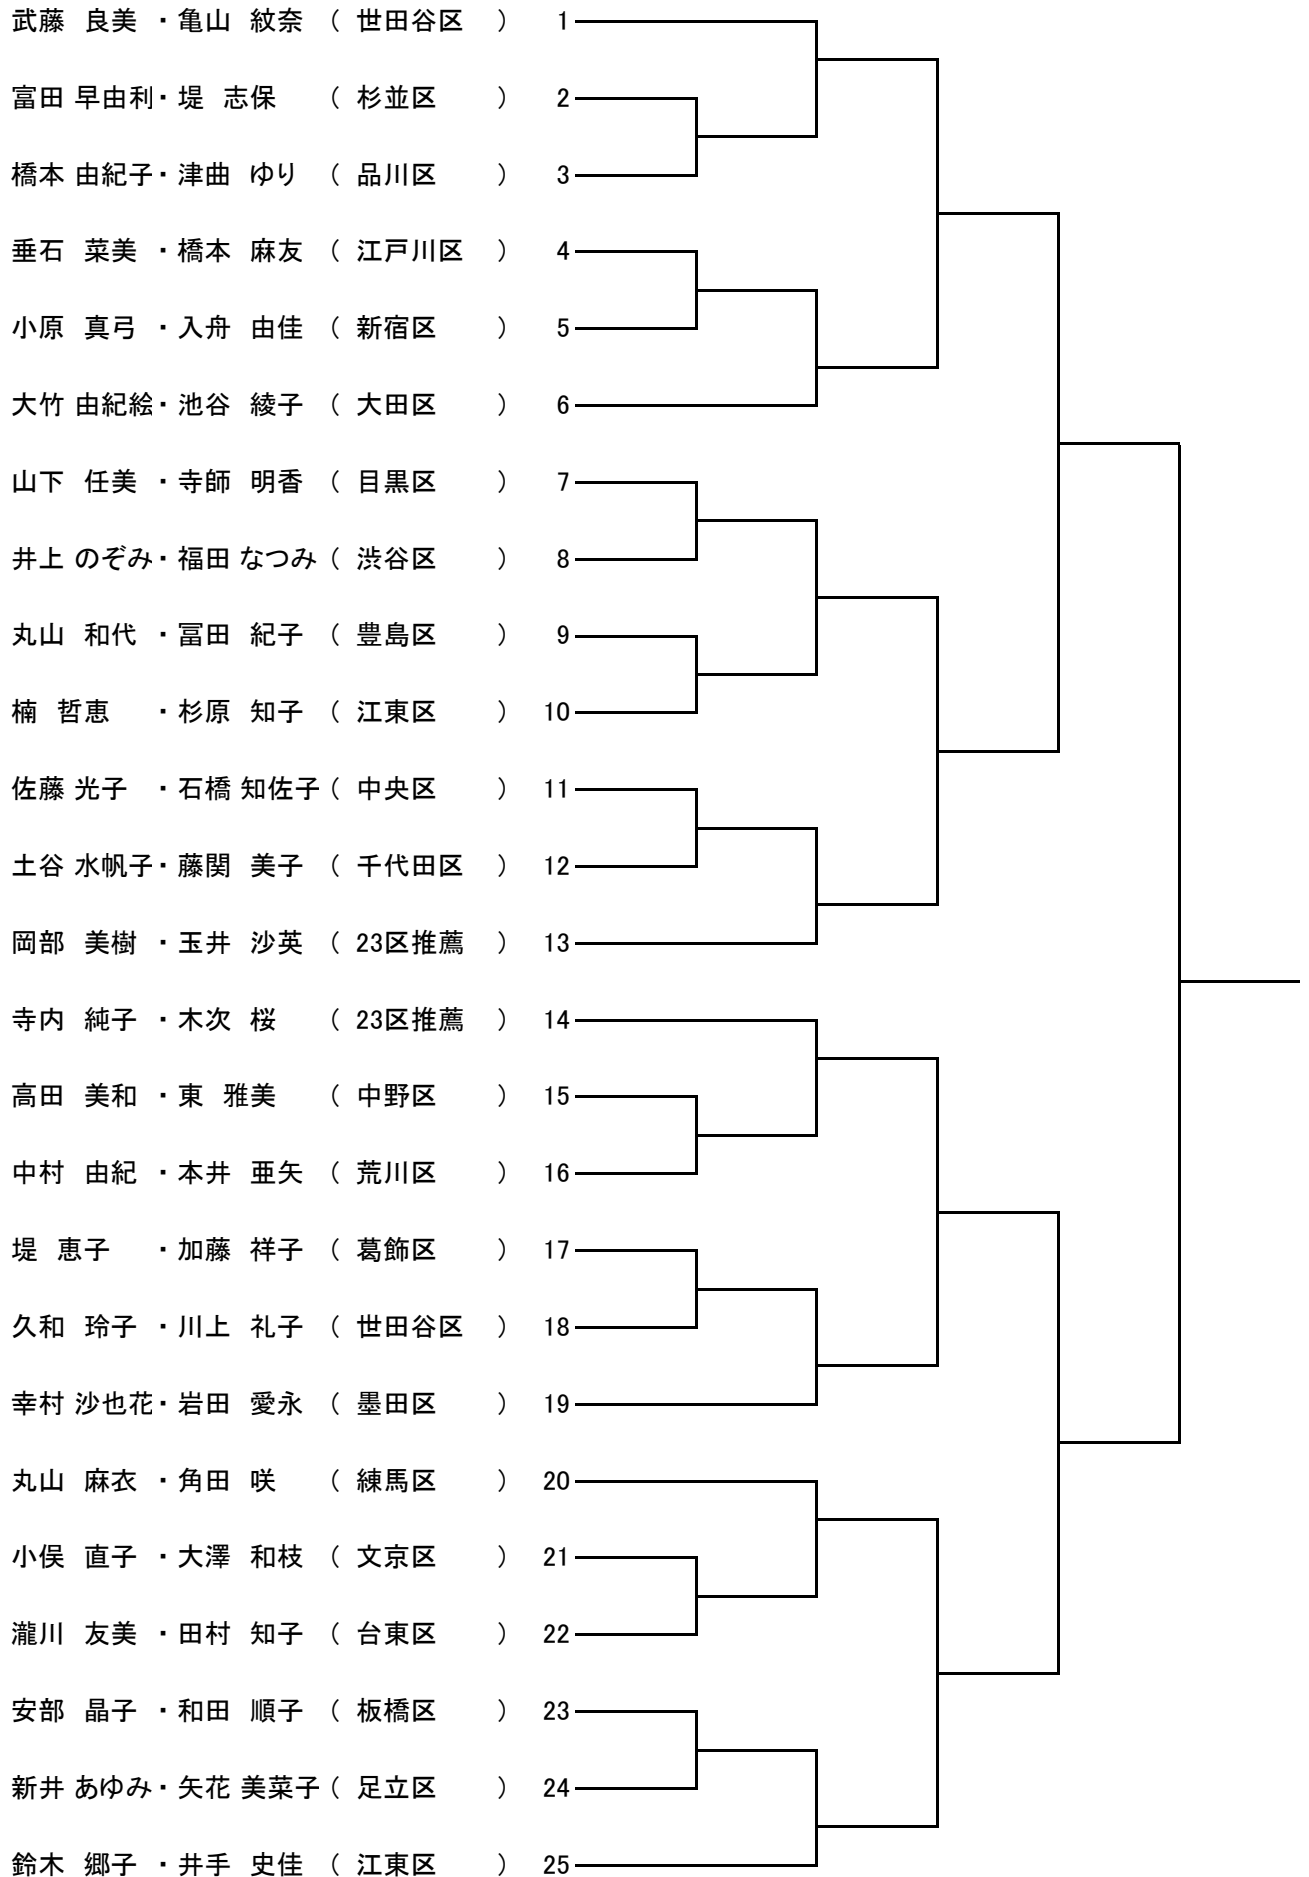 武藤 良美 ・亀山 紋奈 ( 世田谷区 ) 1
富田 早由利・堤 志保 ( 杉並区 ) 2
橋本 由紀子・津曲 ゆり ( 品川区 ) 3
垂石 菜美 ・橋本 麻友 ( 江戸川区 ) 4
小原 真弓 ・入舟 由佳 ( 新宿区 ) 5
大竹 由紀絵・池谷 綾子 ( 大田区 ) 6
山下 任美 ・寺師 明香 ( 目黒区 ) 7
井上 のぞみ・福田 なつみ ( 渋谷区 ) 8
丸山 和代 ・冨田 紀子 ( 豊島区 ) 9
楠 哲恵 ・杉原 知子 ( 江東区 ) 10
佐藤 光子 ・石橋 知佐子 ( 中央区 ) 11
土谷 水帆子・藤関 美子 ( 千代田区 ) 12
岡部 美樹 ・玉井 沙英 ( 23区推薦 ) 13
寺内 純子 ・木次 桜 ( 23区推薦 ) 14
高田 美和 ・東 雅美 ( 中野区 ) 15
中村 由紀 ・本井 亜矢 ( 荒川区 ) 16
堤 恵子 ・加藤 祥子 ( 葛飾区 ) 17
久和 玲子 ・川上 礼子 ( 世田谷区 ) 18
幸村 沙也花・岩田 愛永 ( 墨田区 ) 19
丸山 麻衣 ・角田 咲 ( 練馬区 ) 20
小俣 直子 ・大澤 和枝 ( 文京区 ) 21
瀧川 友美 ・田村 知子 ( 台東区 ) 22
安部 晶子 ・和田 順子 ( 板橋区 ) 23
新井 あゆみ・矢花 美菜子 ( 足立区 ) 24
鈴木 郷子 ・井手 史佳 ( 江東区 ) 25